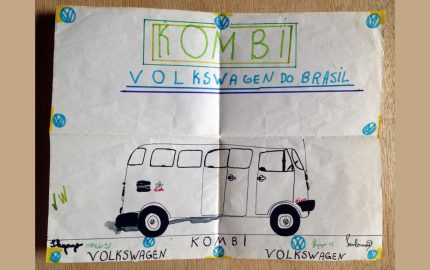 KOMBI
VOLKSWAGEN DO BRASIL
VW
KOMBI
VOLKSWAGEN VOLKSWAGEN